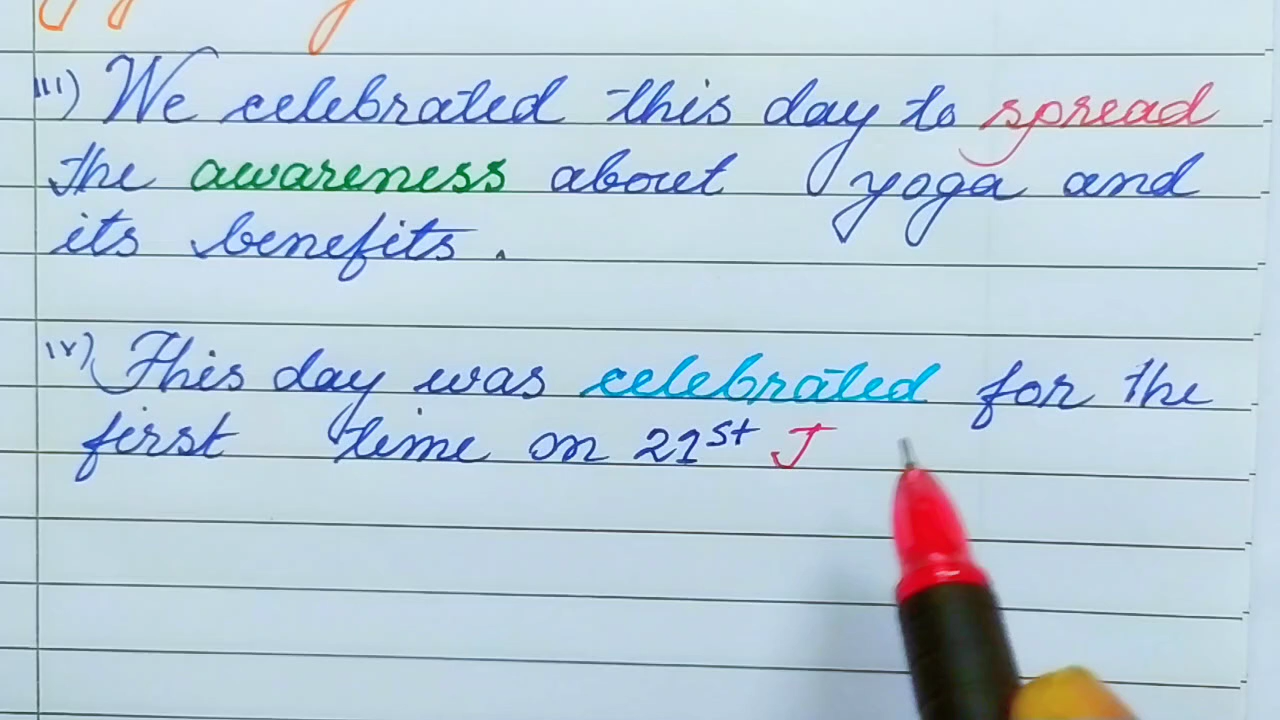 iii) We celebrated this day to spread
the awareness about yoga and
its benefits.
iv) This day was celebrated for the
first time on 21st J